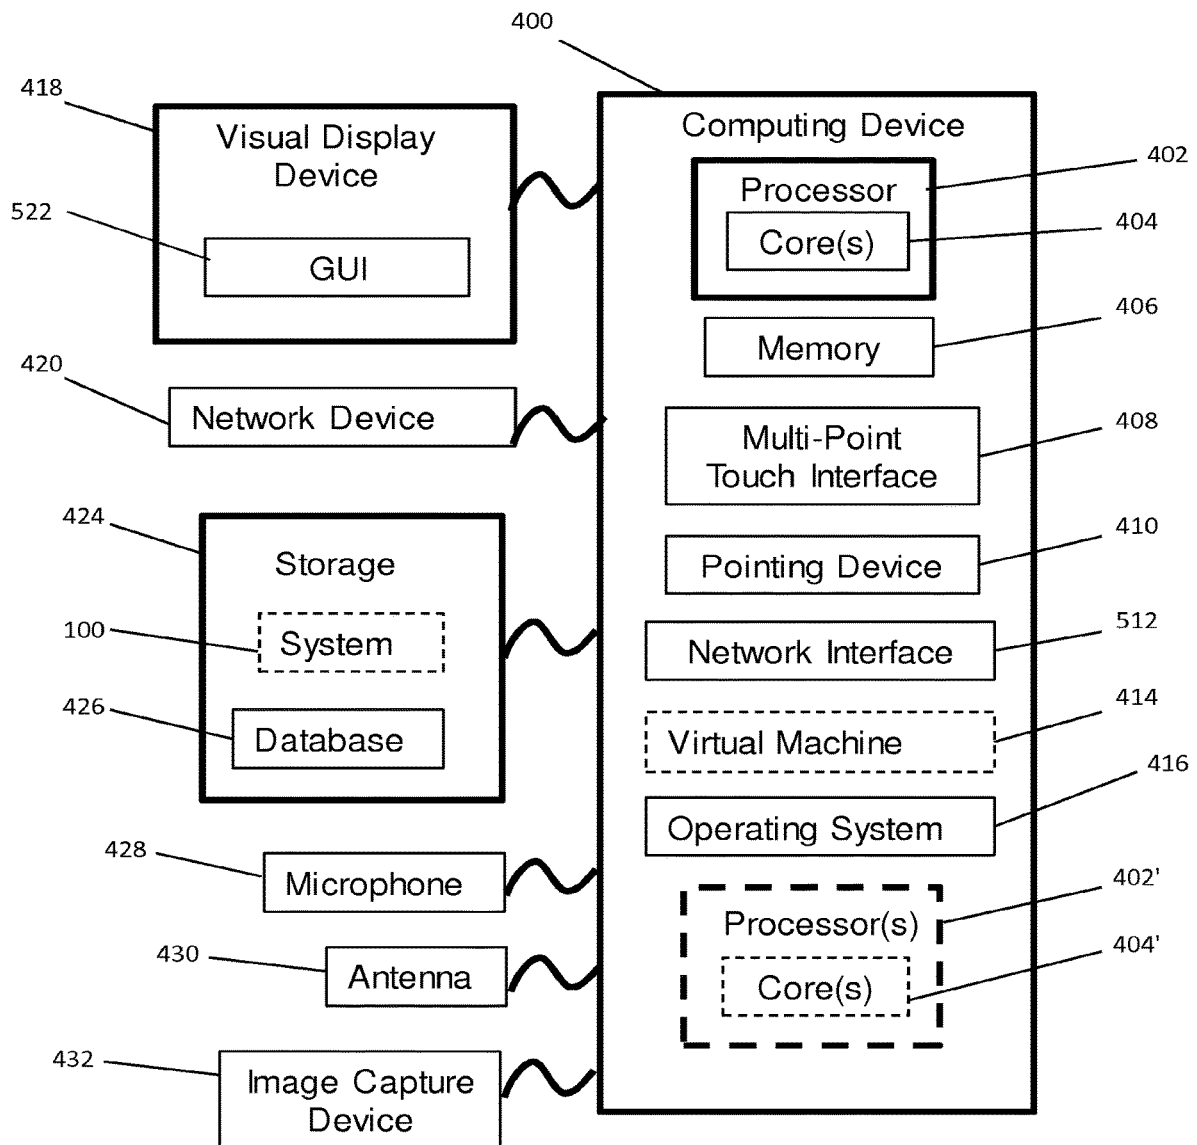 400
418
Visual Display
Device
522
GUI
420
Network Device
424
Storage
100
System
426
Database
428
Microphone
430
Antenna
432
Image Capture
Device
Computing Device
402
Processor
404
Core(s)
406
Memory
408
Multi-Point
Touch Interface
410
Pointing Device
512
Network Interface
414
Virtual Machine
416
Operating System
402'
Processor(s)
404'
Core(s)